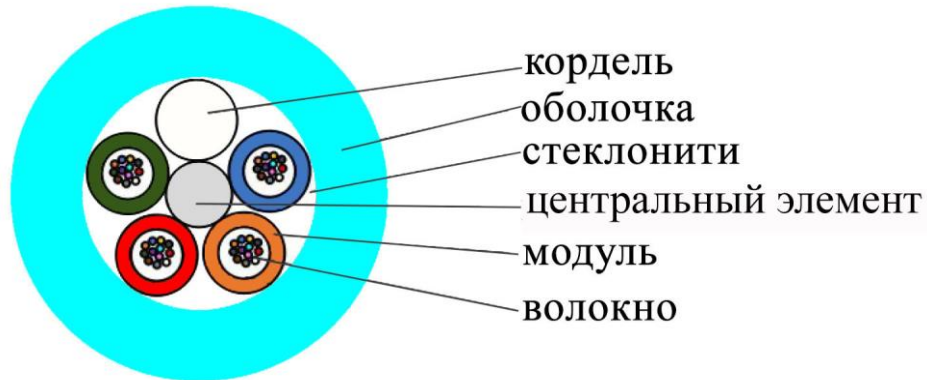 кордель
оболочка
стеклонити
центральный элемент
модуль
волокно